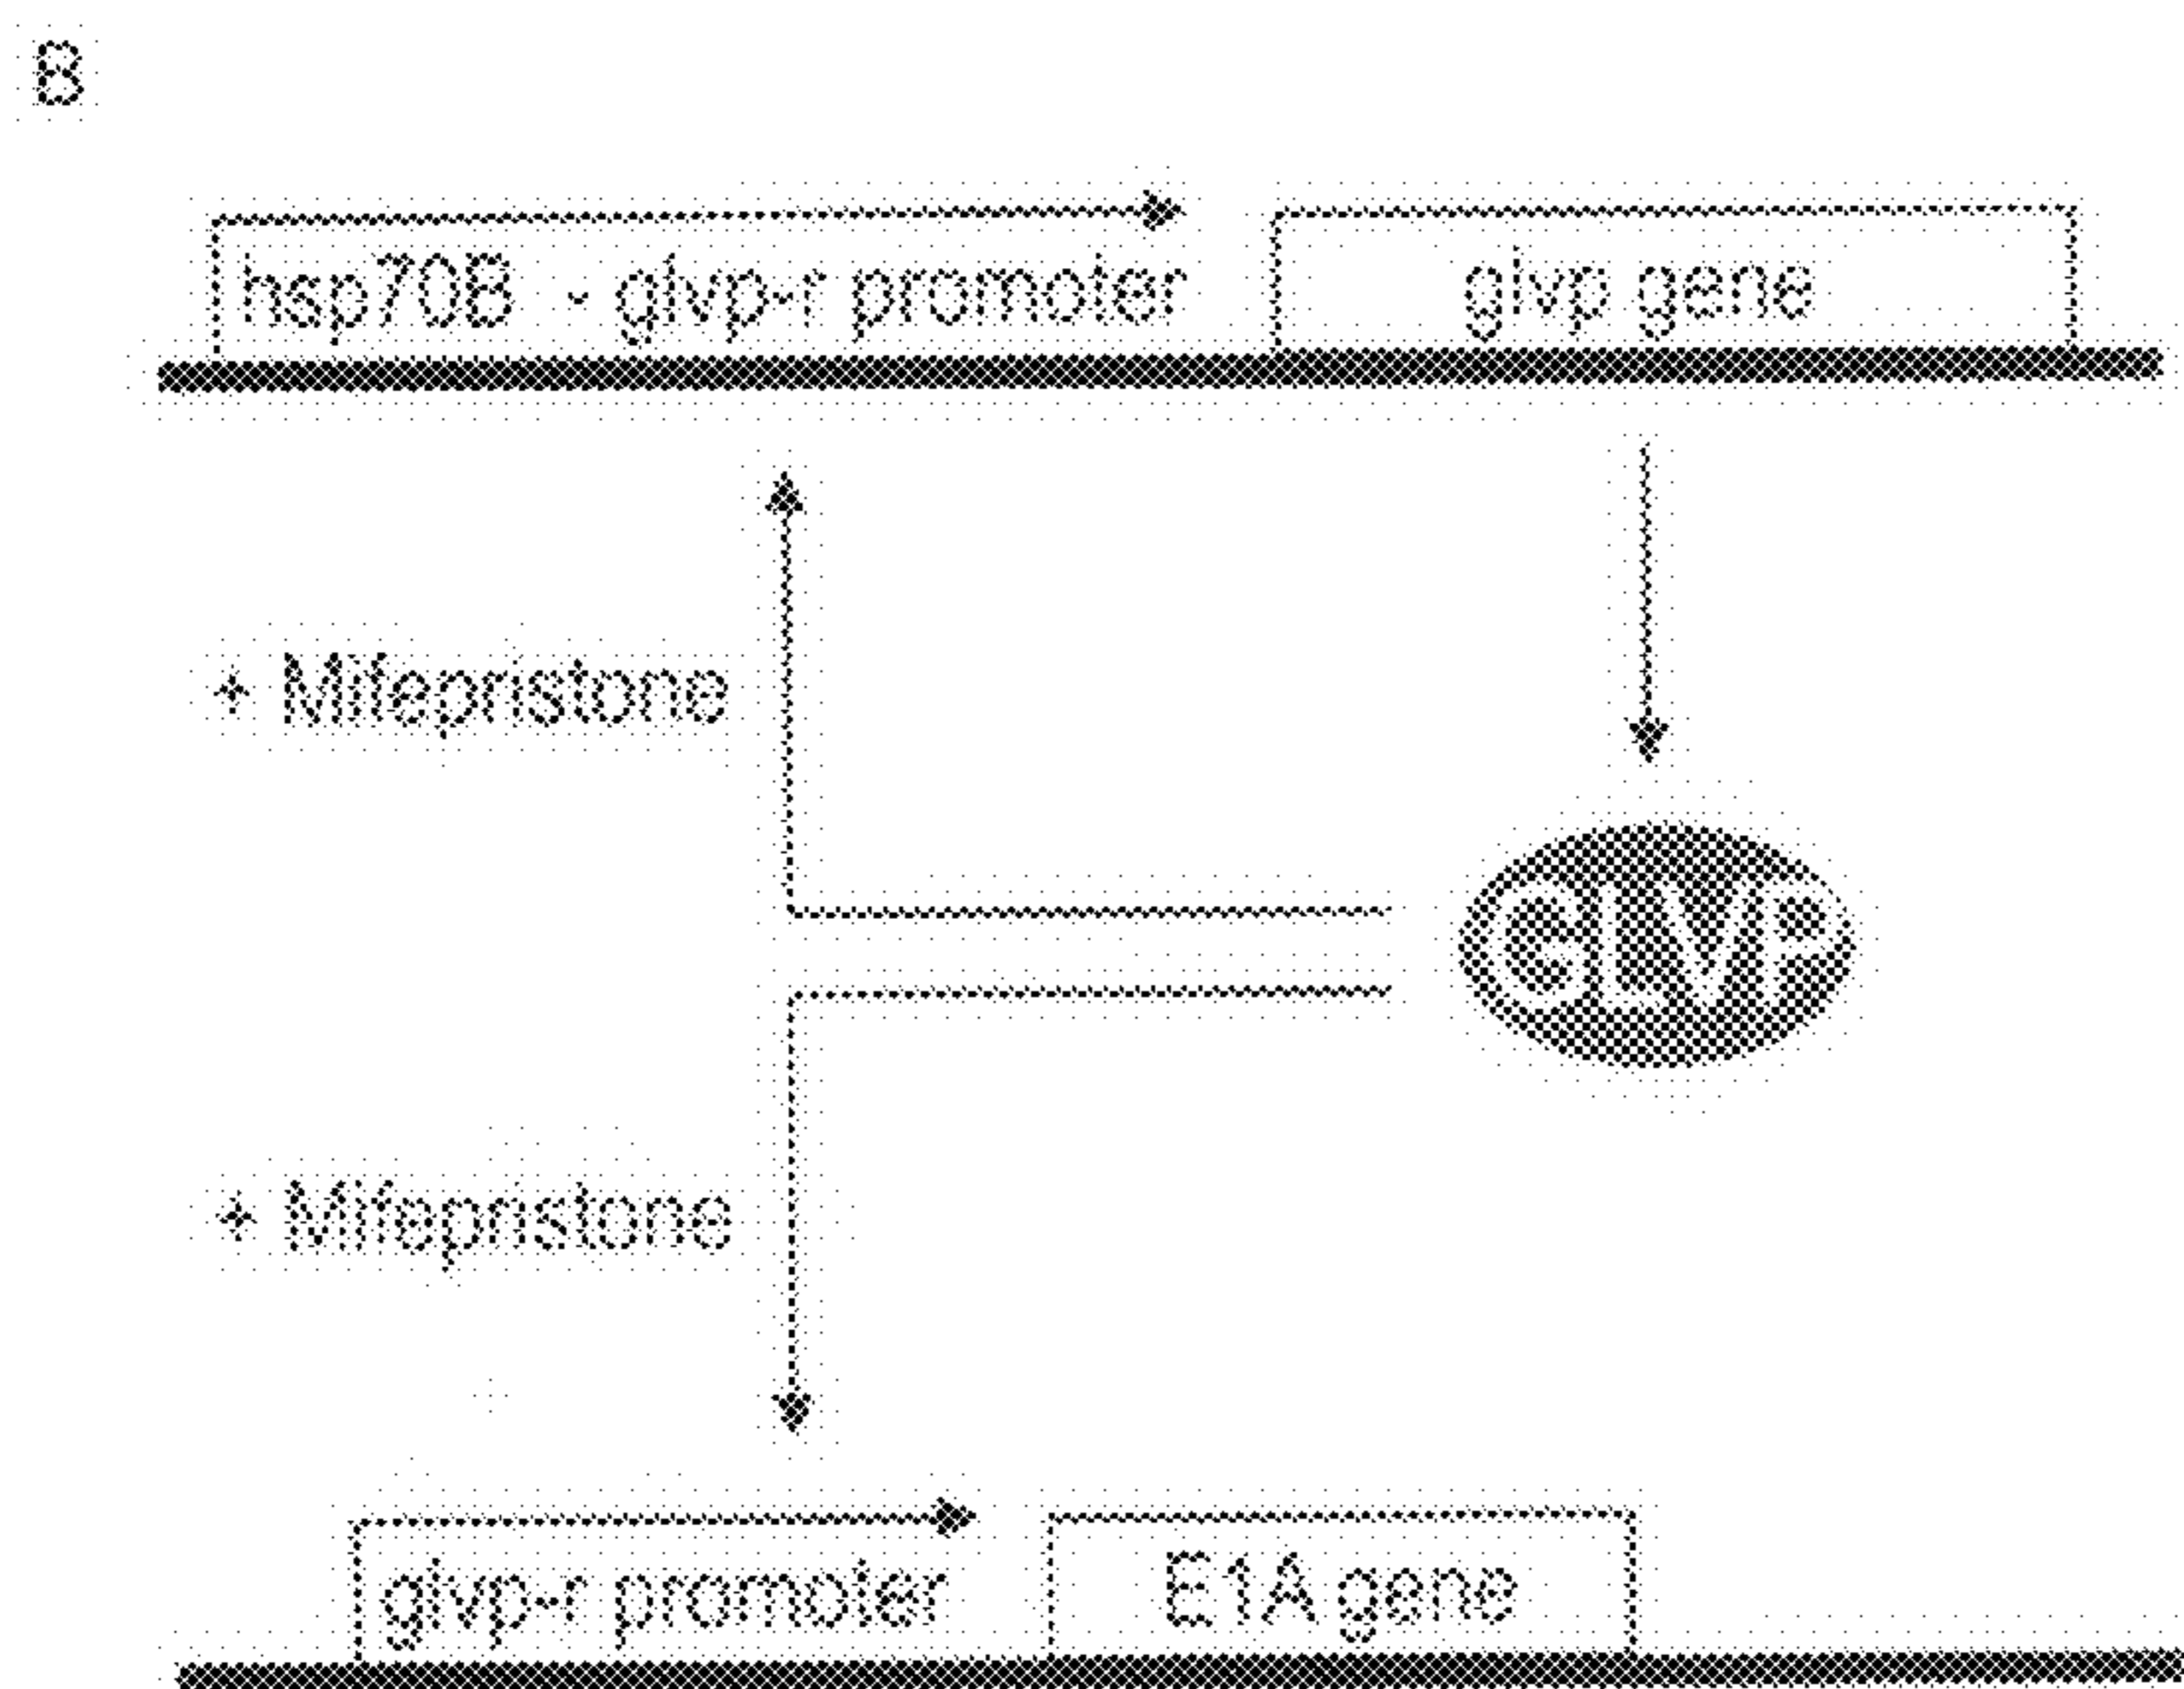 B
hsp70B - glvp-r promoter
glvp gene
+ Mifepristone
GLVP
+ Mifepristone
glvp-r promoter
E1A gene